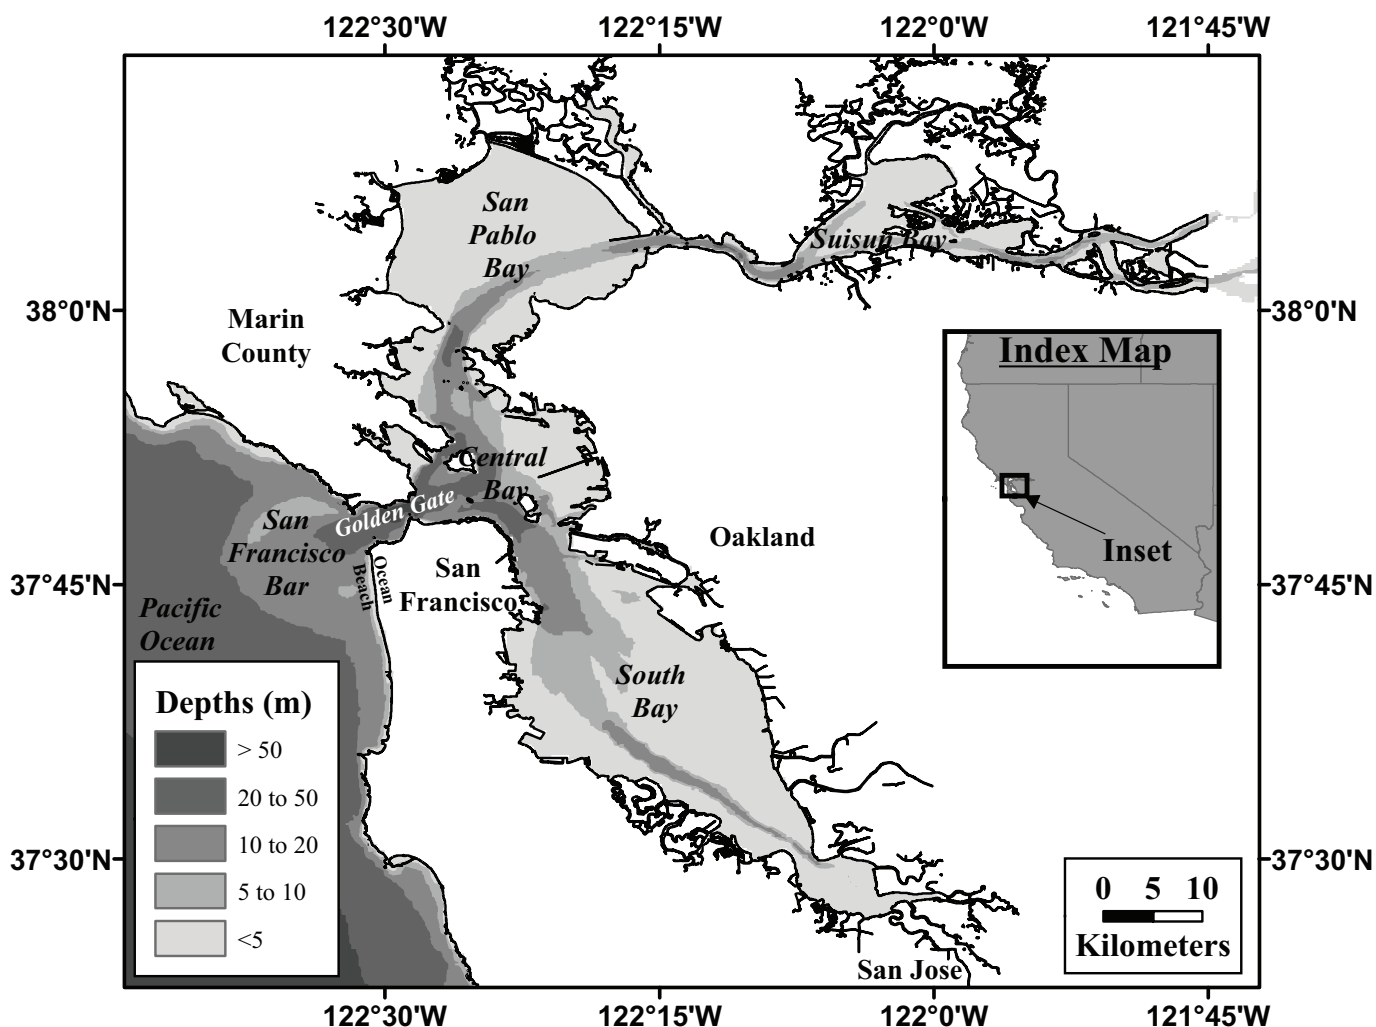 122°30'W 122°15'W 122°0'W 121°45'W
San
Pablo
Bay
Suisun Bay
38°0'N 38°0'N
Marin
County
Index Map
Inset
Central
Bay
Golden Gate
San
Francisco
Bar
Oakland
San
Francisco
Ocean
Beach
37°45'N 37°45'N
Pacific
Ocean
South
Bay
Depths (m)
> 50
20 to 50
10 to 20
5 to 10
<5
37°30'N 37°30'N
0 5 10
Kilometers
San Jose
122°30'W 122°15'W 122°0'W 121°45'W